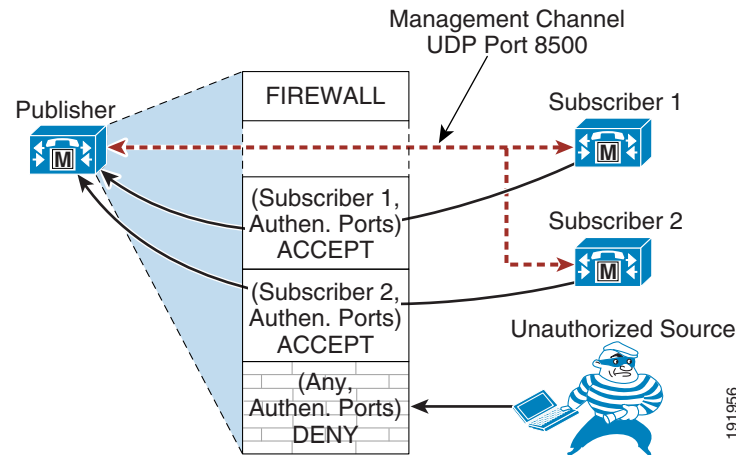 Management Channel
UDP Port 8500
FIREWALL
Publisher
M
Subscriber 1
M
(Subscriber 1,
Authen. Ports)
ACCEPT
Subscriber 2
M
(Subscriber 2,
Authen. Ports)
ACCEPT
Unauthorized Source
(Any,
Authen. Ports)
DENY
191956